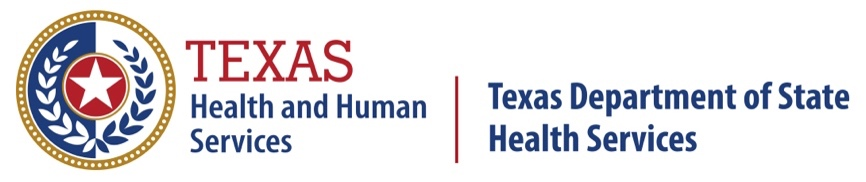 TEXAS
Health and Human
Services
Texas Department of State
Health Services